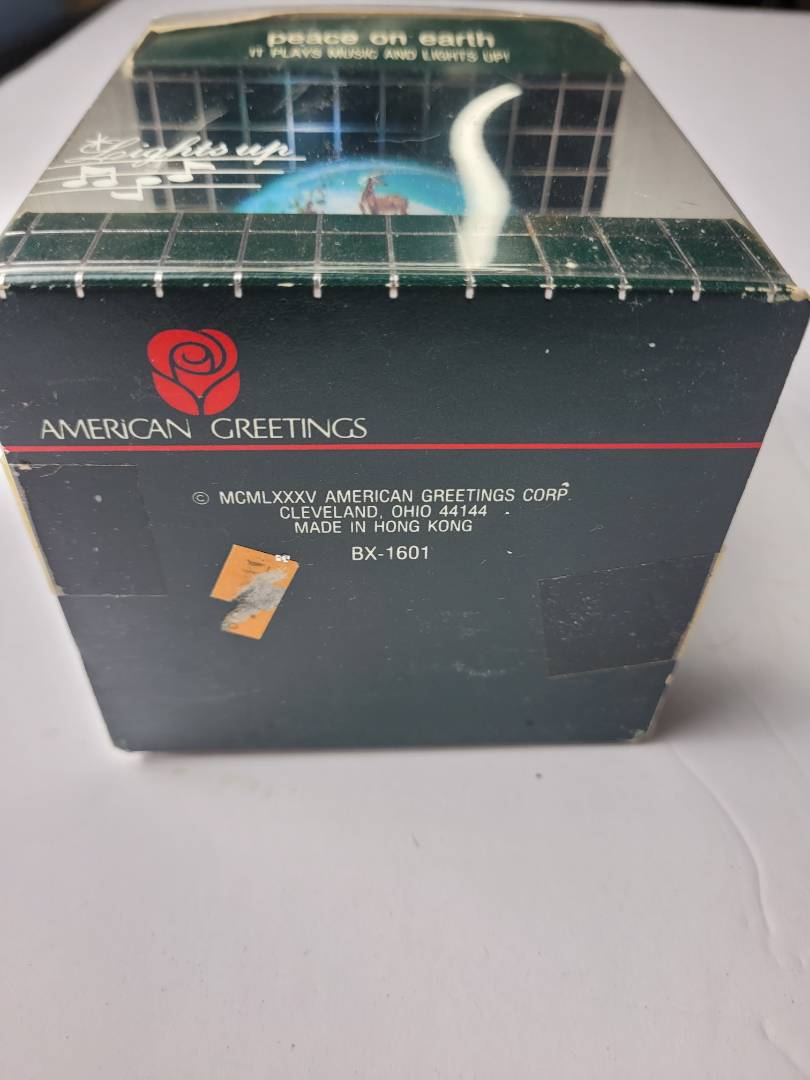 peace on earth
IT PLAYS MUSIC AND LIGHTS UP!
Lights up
AMERICAN GREETINGS
© MCMLXXXV AMERICAN GREETINGS CORP.
CLEVELAND, OHIO 44144
MADE IN HONG KONG
BX-1601